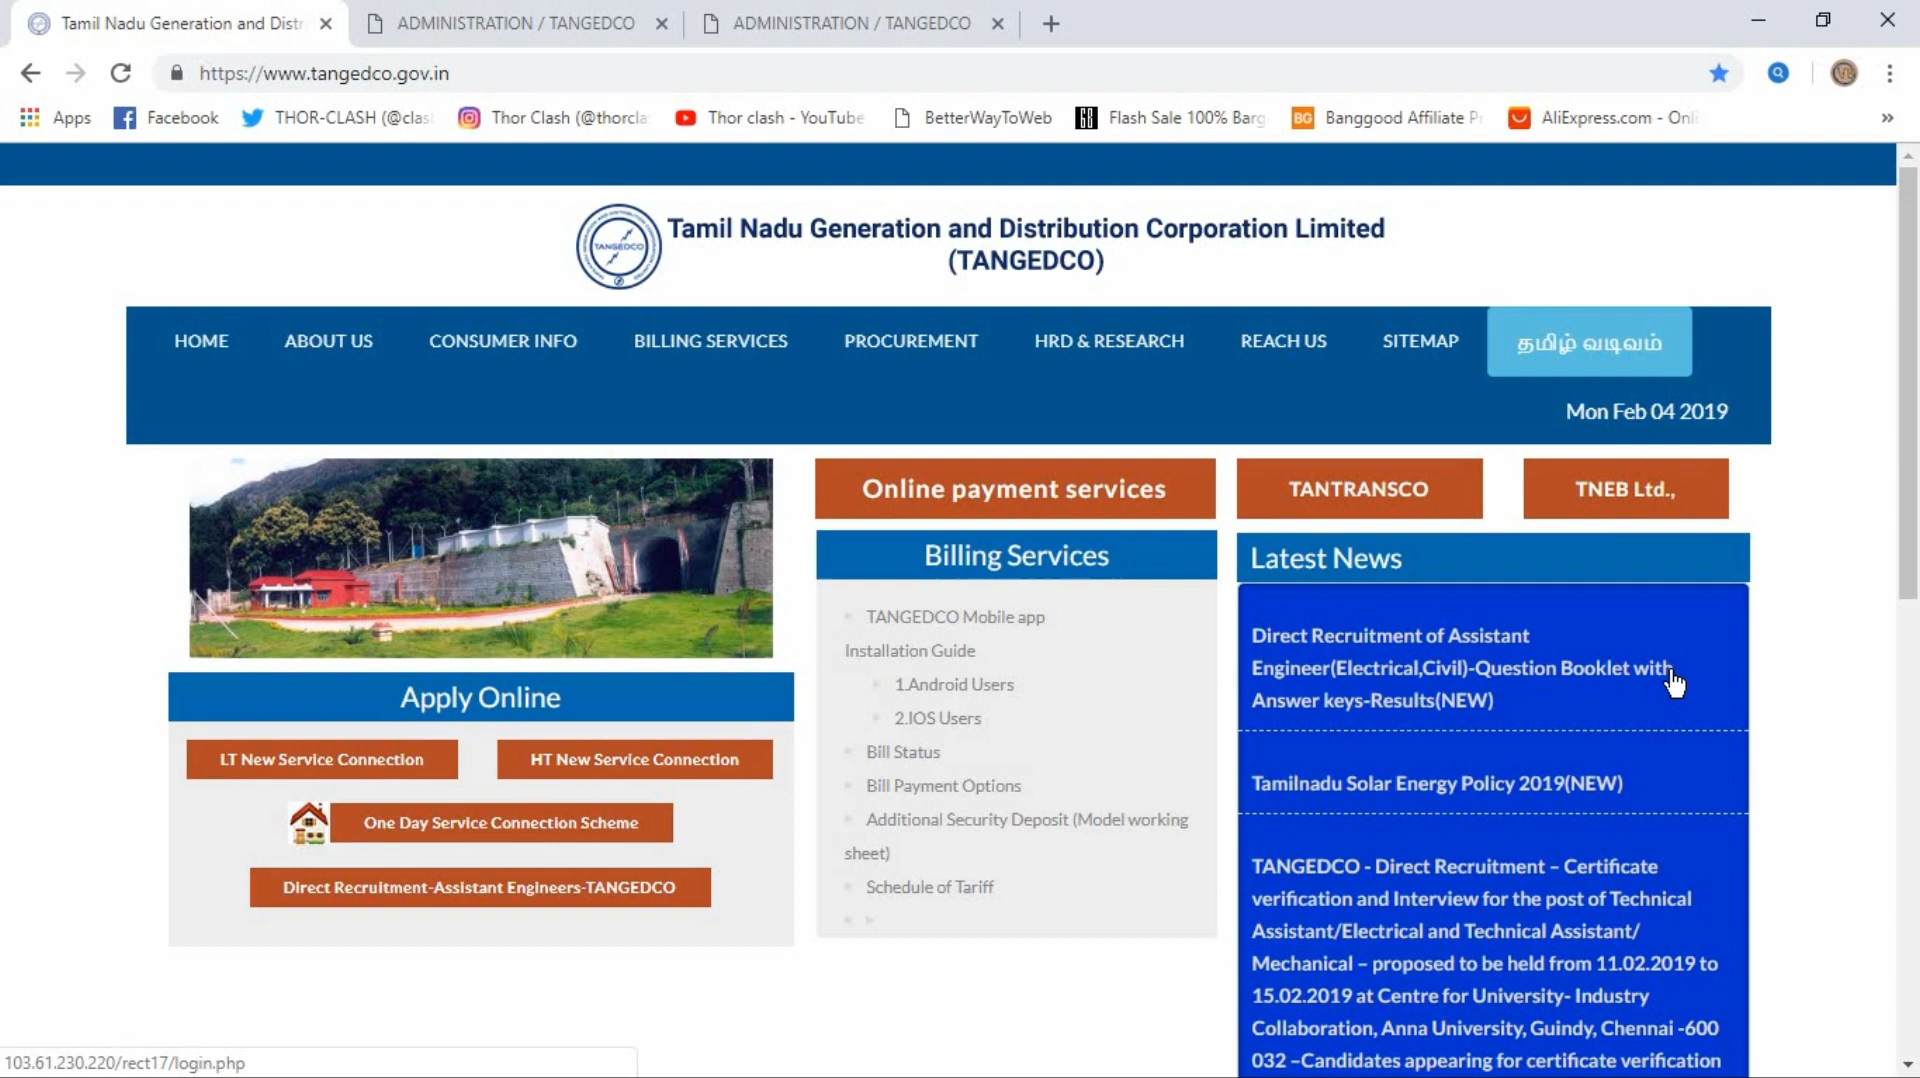 Tamil Nadu Generation and Distr
ADMINISTRATION / TANGEDCO
ADMINISTRATION / TANGEDCO
https://www.tangedco.gov.in
Apps
Facebook
THOR-CLASH (@clas
Thor Clash (@thorcla
Thor clash - YouTube
BetterWayToWeb
Flash Sale 100% Barg
BG
Banggood Affiliate P
AliExpress.com - Onli
»
TANGEDCO
Tamil Nadu Generation and Distribution Corporation Limited
(TANGEDCO)
HOME
ABOUT US
CONSUMER INFO
BILLING SERVICES
PROCUREMENT
HRD & RESEARCH
REACH US
SITEMAP
தமிழ் வடிவம்
Mon Feb 04 2019
Online payment services
TANTRANSCO
TNEB Ltd.,
Apply Online
LT New Service Connection
HT New Service Connection
One Day Service Connection Scheme
Direct Recruitment-Assistant Engineers-TANGEDCO
Billing Services
TANGEDCO Mobile app
Installation Guide
1.Android Users
2.IOS Users
Bill Status
Bill Payment Options
Additional Security Deposit (Model working
sheet)
Schedule of Tariff
Latest News
Direct Recruitment of Assistant
Engineer(Electrical,Civil)-Question Booklet with
Answer keys-Results(NEW)
Tamilnadu Solar Energy Policy 2019(NEW)
TANGEDCO - Direct Recruitment – Certificate
verification and Interview for the post of Technical
Assistant/Electrical and Technical Assistant/
Mechanical – proposed to be held from 11.02.2019 to
15.02.2019 at Centre for University- Industry
Collaboration, Anna University, Guindy, Chennai -600
032 –Candidates appearing for certificate verification
103.61.230.220/rect17/login.php